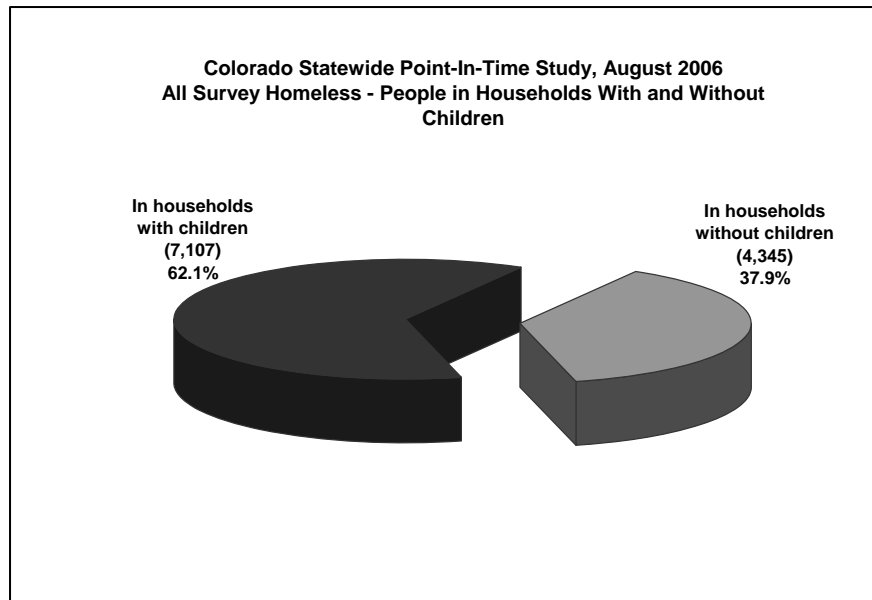 Colorado Statewide Point-In-Time Study, August 2006
All Survey Homeless - People in Households With and Without
Children
In households
with children
(7,107)
62.1%
In households
without children
(4,345)
37.9%